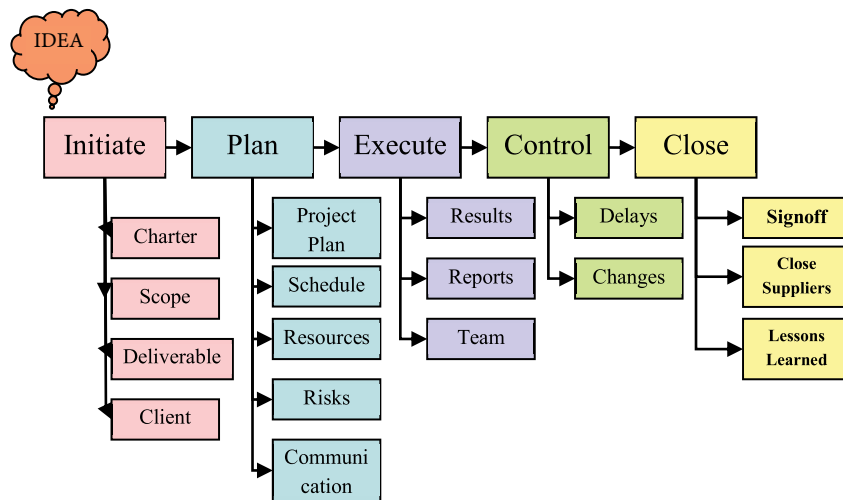 IDEA
Initiate
Plan
Execute
Control
Close
Charter
Scope
Deliverable
Client
Project
Plan
Schedule
Resources
Risks
Communi
cation
Results
Reports
Team
Delays
Changes
Signoff
Close
Suppliers
Lessons
Learned